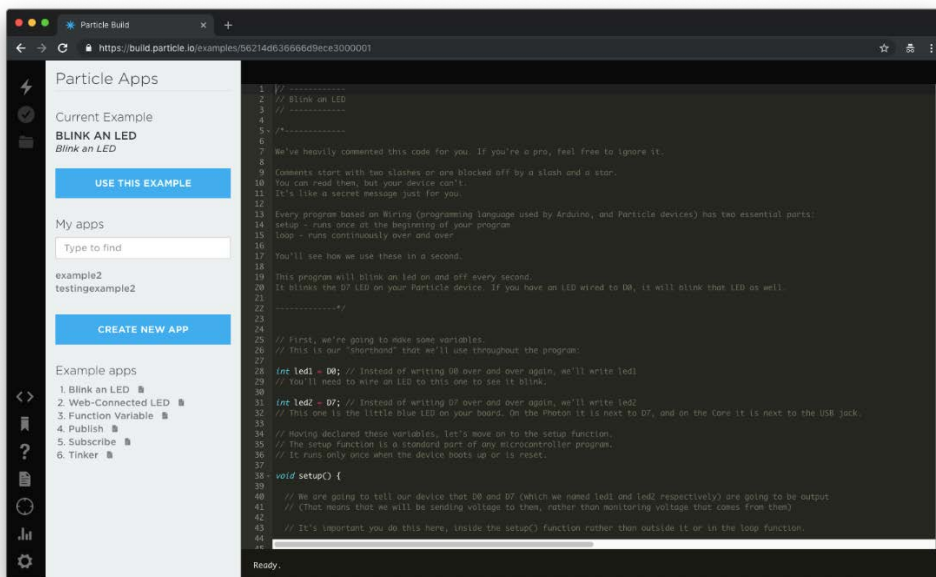 Particle Build
https://build.particle.io/examples/56214d636666d9ece3000001
Particle Apps
Current Example
BLINK AN LED
Blink an LED
USE THIS EXAMPLE
My apps
Type to find
example2
testingexample2
CREATE NEW APP
Example apps
1. Blink an LED
2. Web-Connected LED
3. Function Variable
4. Publish
5. Subscribe
6. Tinker
1 // ------------
2 // Blink an LED
3 // ------------
4
5 /*-------------
6
7 We've heavily commented this code for you. If you're a pro, feel free to ignore it.
8
9 Comments start with two slashes or are blocked off by a slash and a star.
10 You can read them, but your device can't.
11 It's like a secret message just for you.
12
13 Every program based on Wiring (programming language used by Arduino, and Particle devices) has two essential parts:
14 setup - runs once at the beginning of your program
15 loop - runs continuously over and over
16
17 You'll see how we use these in a second.
18
19 This program will blink an led on and off every second.
20 It blinks the D7 LED on your Particle device. If you have an LED wired to D0, it will blink that LED as well.
21
22 -------------*/
23
24
25 // First, we're going to make some variables.
26 // This is our "shorthand" that we'll use throughout the program:
27
28 int led1 = D0; // Instead of writing D0 over and over again, we'll write led1
29 // You'll need to wire an LED to this one to see it blink.
30
31 int led2 = D7; // Instead of writing D7 over and over again, we'll write led2
32 // This one is the little blue LED on your board. On the Photon it is next to D7, and on the Core it is next to the USB jack.
33
34 // Having declared these variables, let's move on to the setup function.
35 // The setup function is a standard part of any microcontroller program.
36 // It runs only once when the device boots up or is reset.
37
38 void setup() {
39
40 // We are going to tell our device that D0 and D7 (which we named led1 and led2 respectively) are going to be output
41 // (That means that we will be sending voltage to them, rather than monitoring voltage that comes from them)
42
43 // It's important you do this here, inside the setup() function rather than outside it or in the loop function.
44
45
Ready.